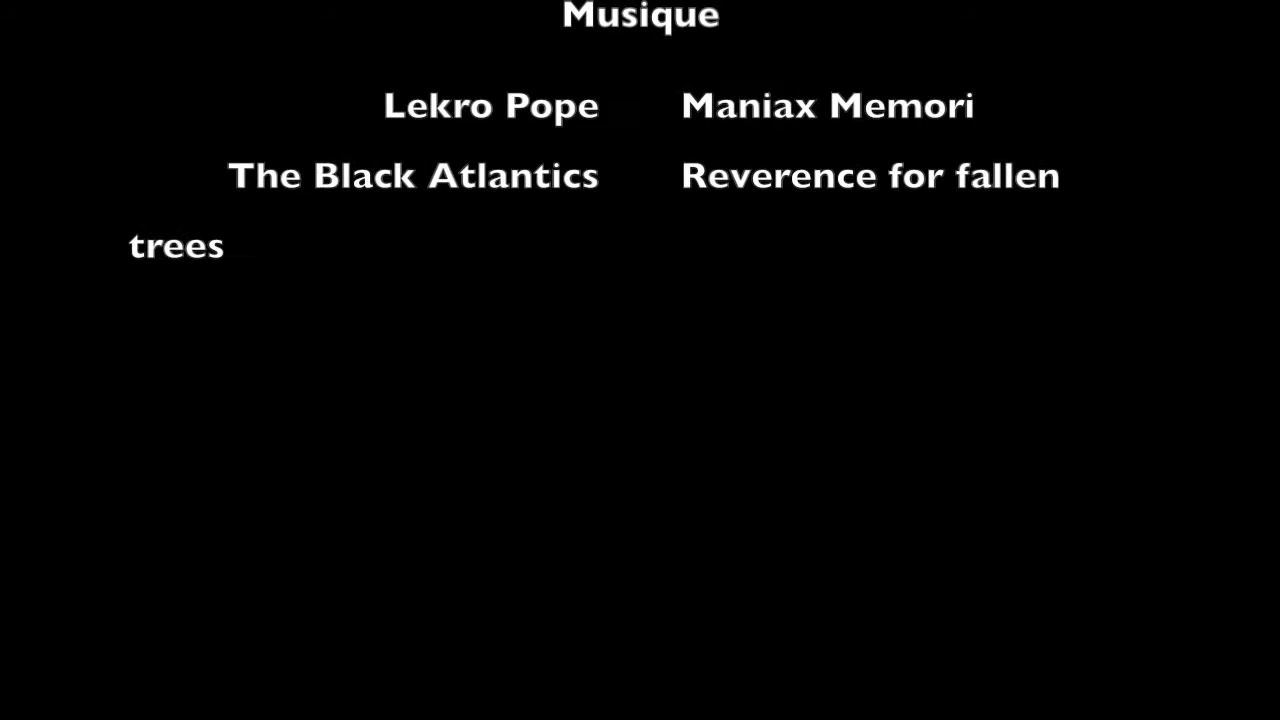 Musique
Lekro Pope Maniax Memori
The Black Atlantics Reverence for fallen
trees